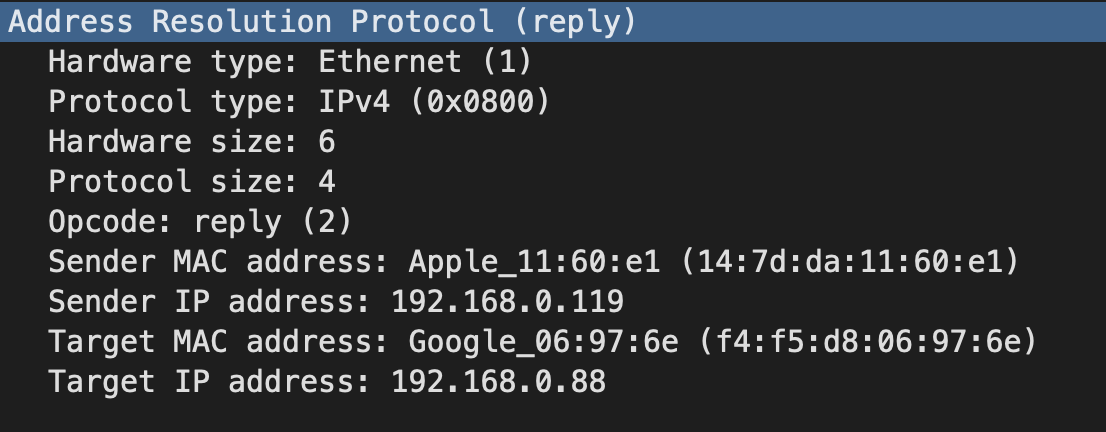 Address Resolution Protocol (reply)
Hardware type: Ethernet (1)
Protocol type: IPv4 (0x0800)
Hardware size: 6
Protocol size: 4
Opcode: reply (2)
Sender MAC address: Apple_11:60:e1 (14:7d:da:11:60:e1)
Sender IP address: 192.168.0.119
Target MAC address: Google_06:97:6e (f4:f5:d8:06:97:6e)
Target IP address: 192.168.0.88